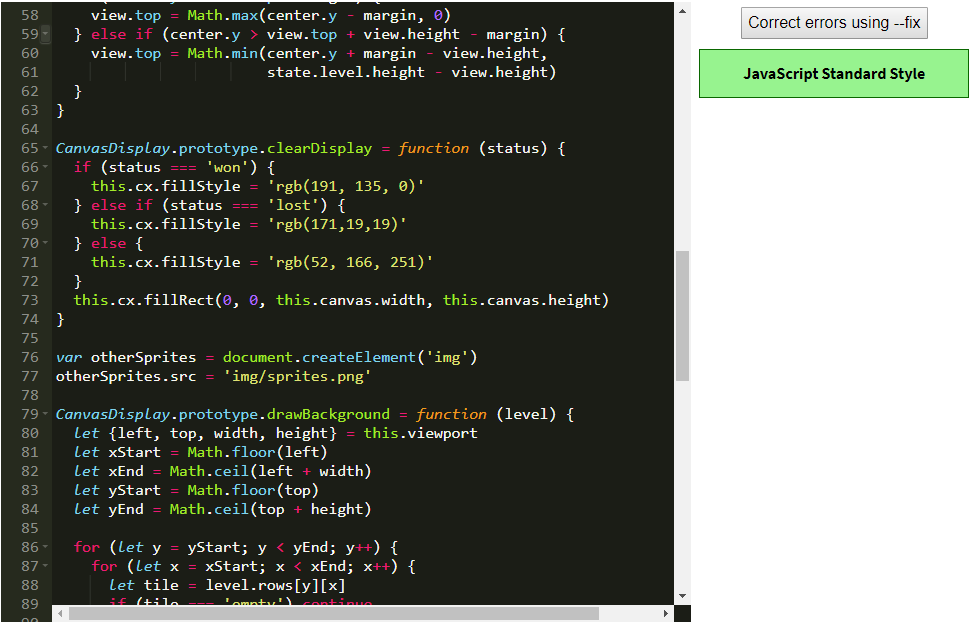 58 view.top = Math.max(center.y - margin, 0)
59 } else if (center.y > view.top + view.height - margin) {
60 view.top = Math.min(center.y + margin - view.height,
61 state.level.height - view.height)
62 }
63 }
64
65 CanvasDisplay.prototype.clearDisplay = function (status) {
66 if (status === 'won') {
67 this.cx.fillStyle = 'rgb(191, 135, 0)'
68 } else if (status === 'lost') {
69 this.cx.fillStyle = 'rgb(171,19,19)'
70 } else {
71 this.cx.fillStyle = 'rgb(52, 166, 251)'
72 }
73 this.cx.fillRect(0, 0, this.canvas.width, this.canvas.height)
74 }
75
76 var otherSprites = document.createElement('img')
77 otherSprites.src = 'img/sprites.png'
78
79 CanvasDisplay.prototype.drawBackground = function (level) {
80 let {left, top, width, height} = this.viewport
81 let xStart = Math.floor(left)
82 let xEnd = Math.ceil(left + width)
83 let yStart = Math.floor(top)
84 let yEnd = Math.ceil(top + height)
85
86 for (let y = yStart; y < yEnd; y++) {
87 for (let x = xStart; x < xEnd; x++) {
88 let tile = level.rows[y][x]
89 if (tile === 'empty') continue
Correct errors using --fix
JavaScript Standard Style